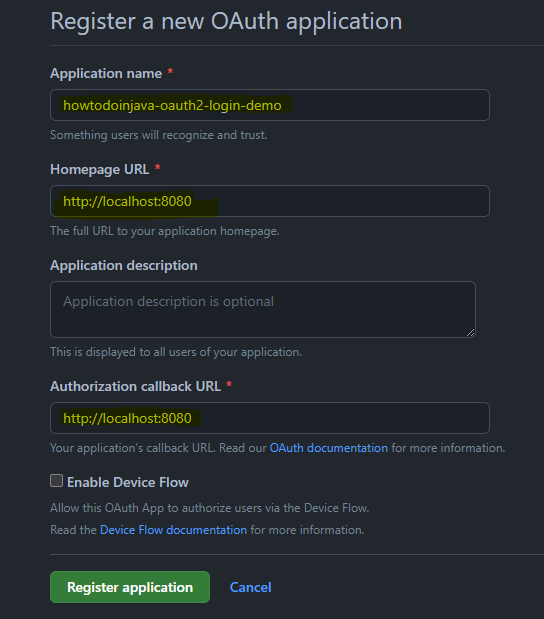 Register a new OAuth application
Application name *
howtodoinjava-oauth2-login-demo
Something users will recognize and trust.
Homepage URL *
http://localhost:8080
The full URL to your application homepage.
Application description
Application description is optional
This is displayed to all users of your application.
Authorization callback URL *
http://localhost:8080
Your application's callback URL. Read our OAuth documentation for more information.
Enable Device Flow
Allow this OAuth App to authorize users via the Device Flow.
Read the Device Flow documentation for more information.
Register application Cancel